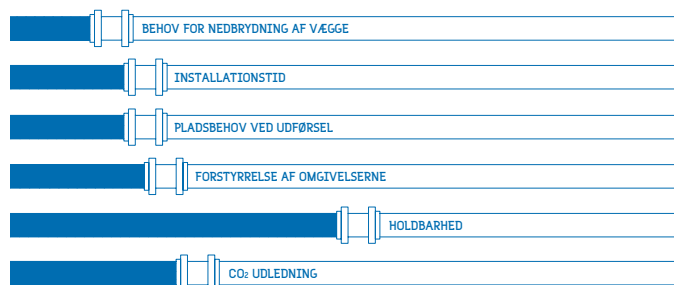 BEHOV FOR NEDBRYDNING AF VÆGGE
INSTALLATIONSTID
PLADSBEHOV VED UDFØRSEL
FORSTYRRELSE AF OMGIVELSERNE
HOLDBARHED
CO₂ UDLEDNING